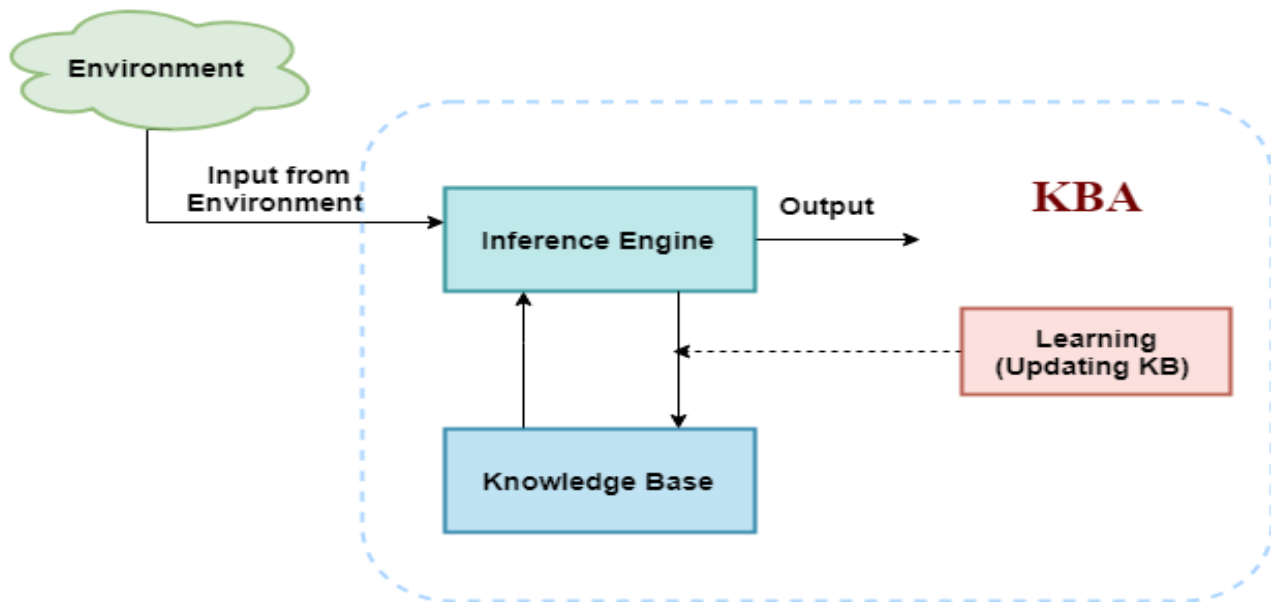 Environment
Input from
Environment
Inference Engine
Output
KBA
Learning
(Updating KB)
Knowledge Base